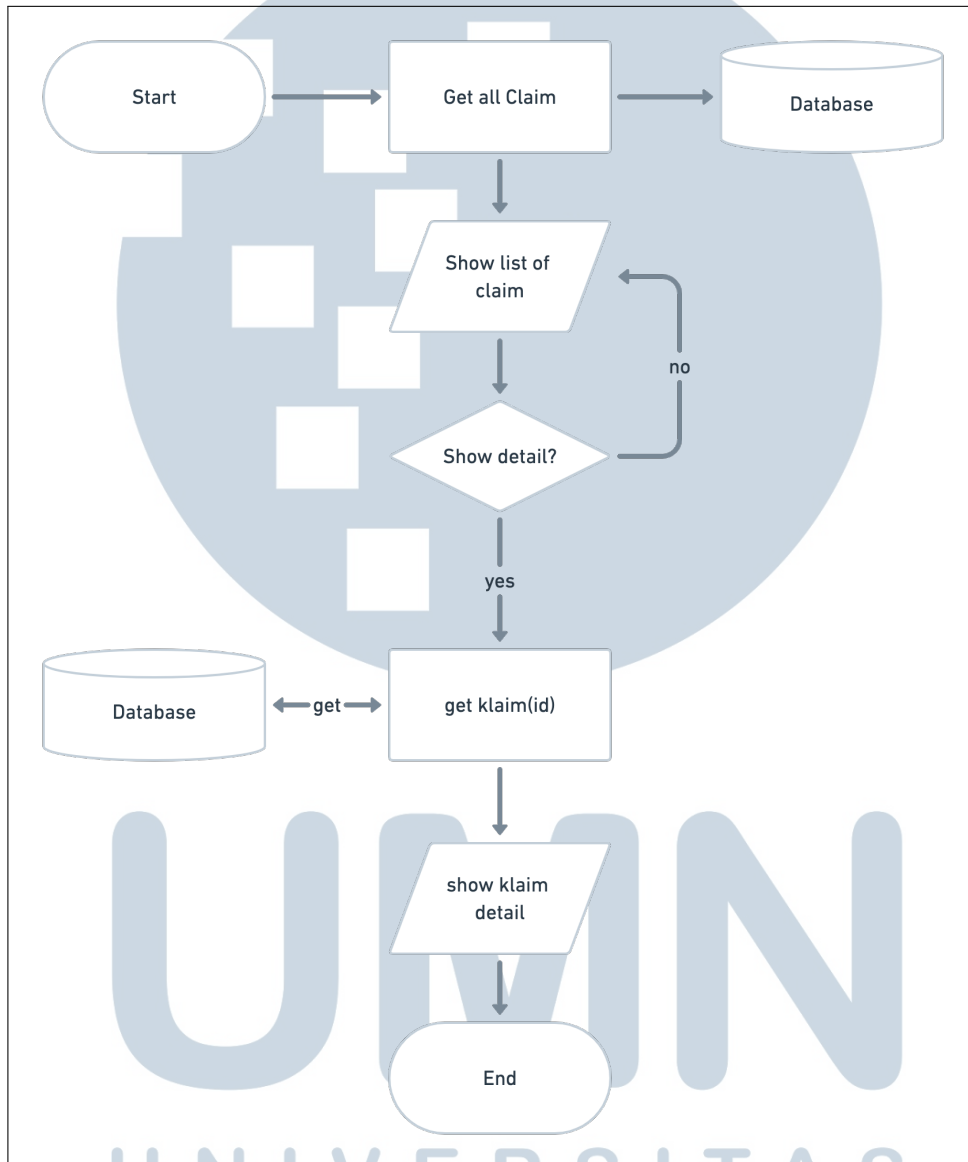 Start
Get all Claim
Database
Show list of
claim
no
Show detail?
yes
Database
get
get klaim(id)
show klaim
detail
End
UMN
UNIVERSITAS